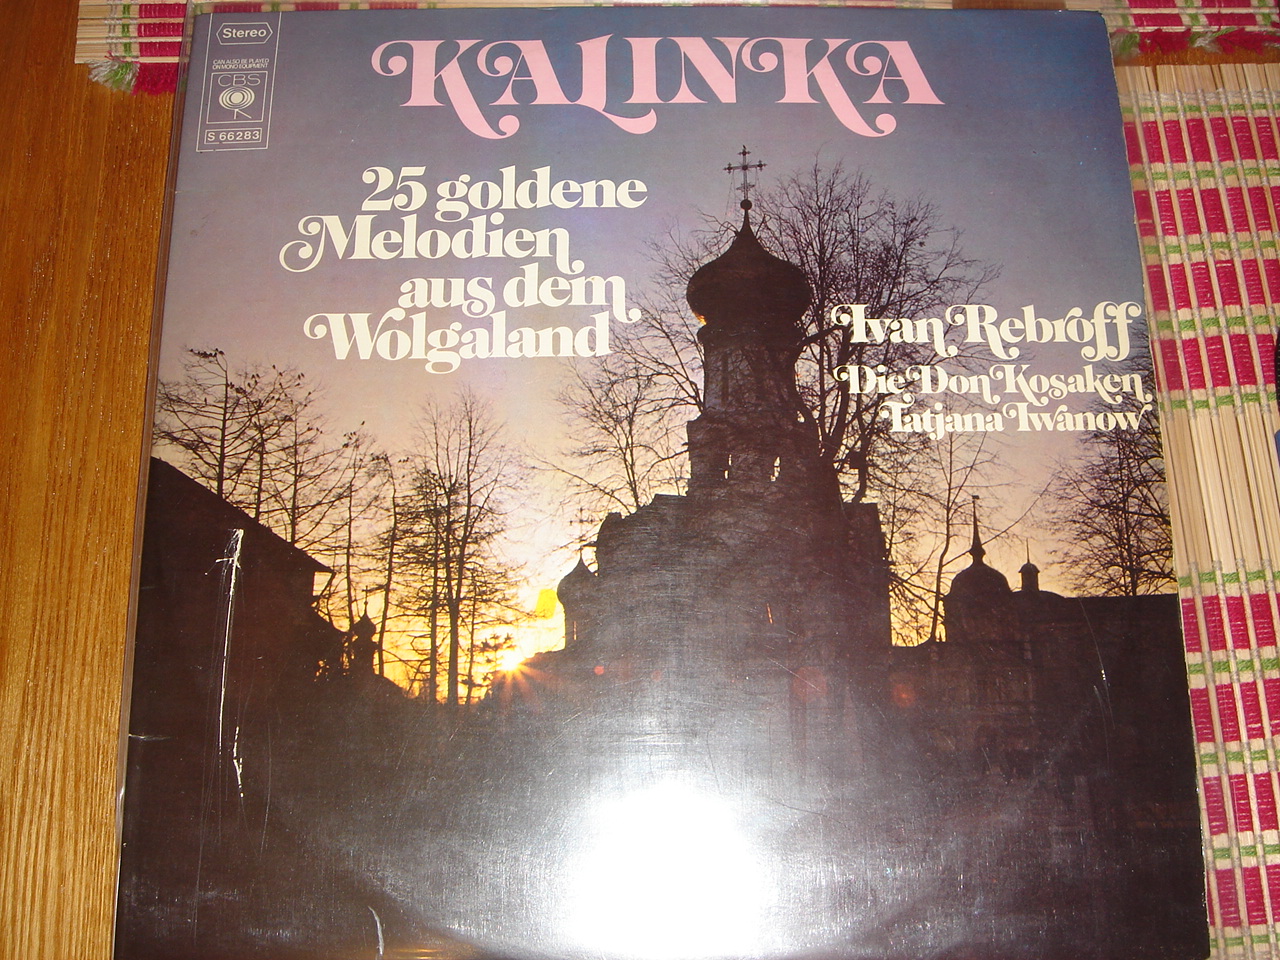 Stereo
CAN ALSO BE PLAYED
ON MONO EQUIPMENT
CBS
S 66283
KALINKA
25 goldene
Melodien
aus dem
Wolgaland
Ivan Rebroff
Die Don Kosaken
Tatjana Iwanow